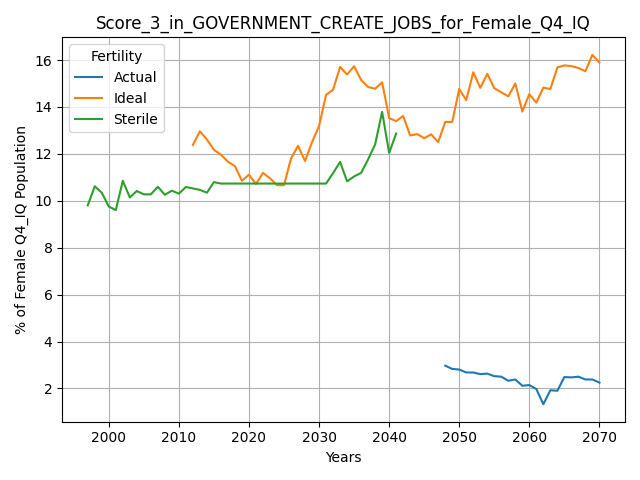 Score_3_in_GOVERNMENT_CREATE_JOBS_for_Female_Q4_IQ
Fertility
Actual
Ideal
Sterile
% of Female Q4_IQ Population
16
14
12
10
8
6
4
2
2000 2010 2020 2030 2040 2050 2060 2070
Years